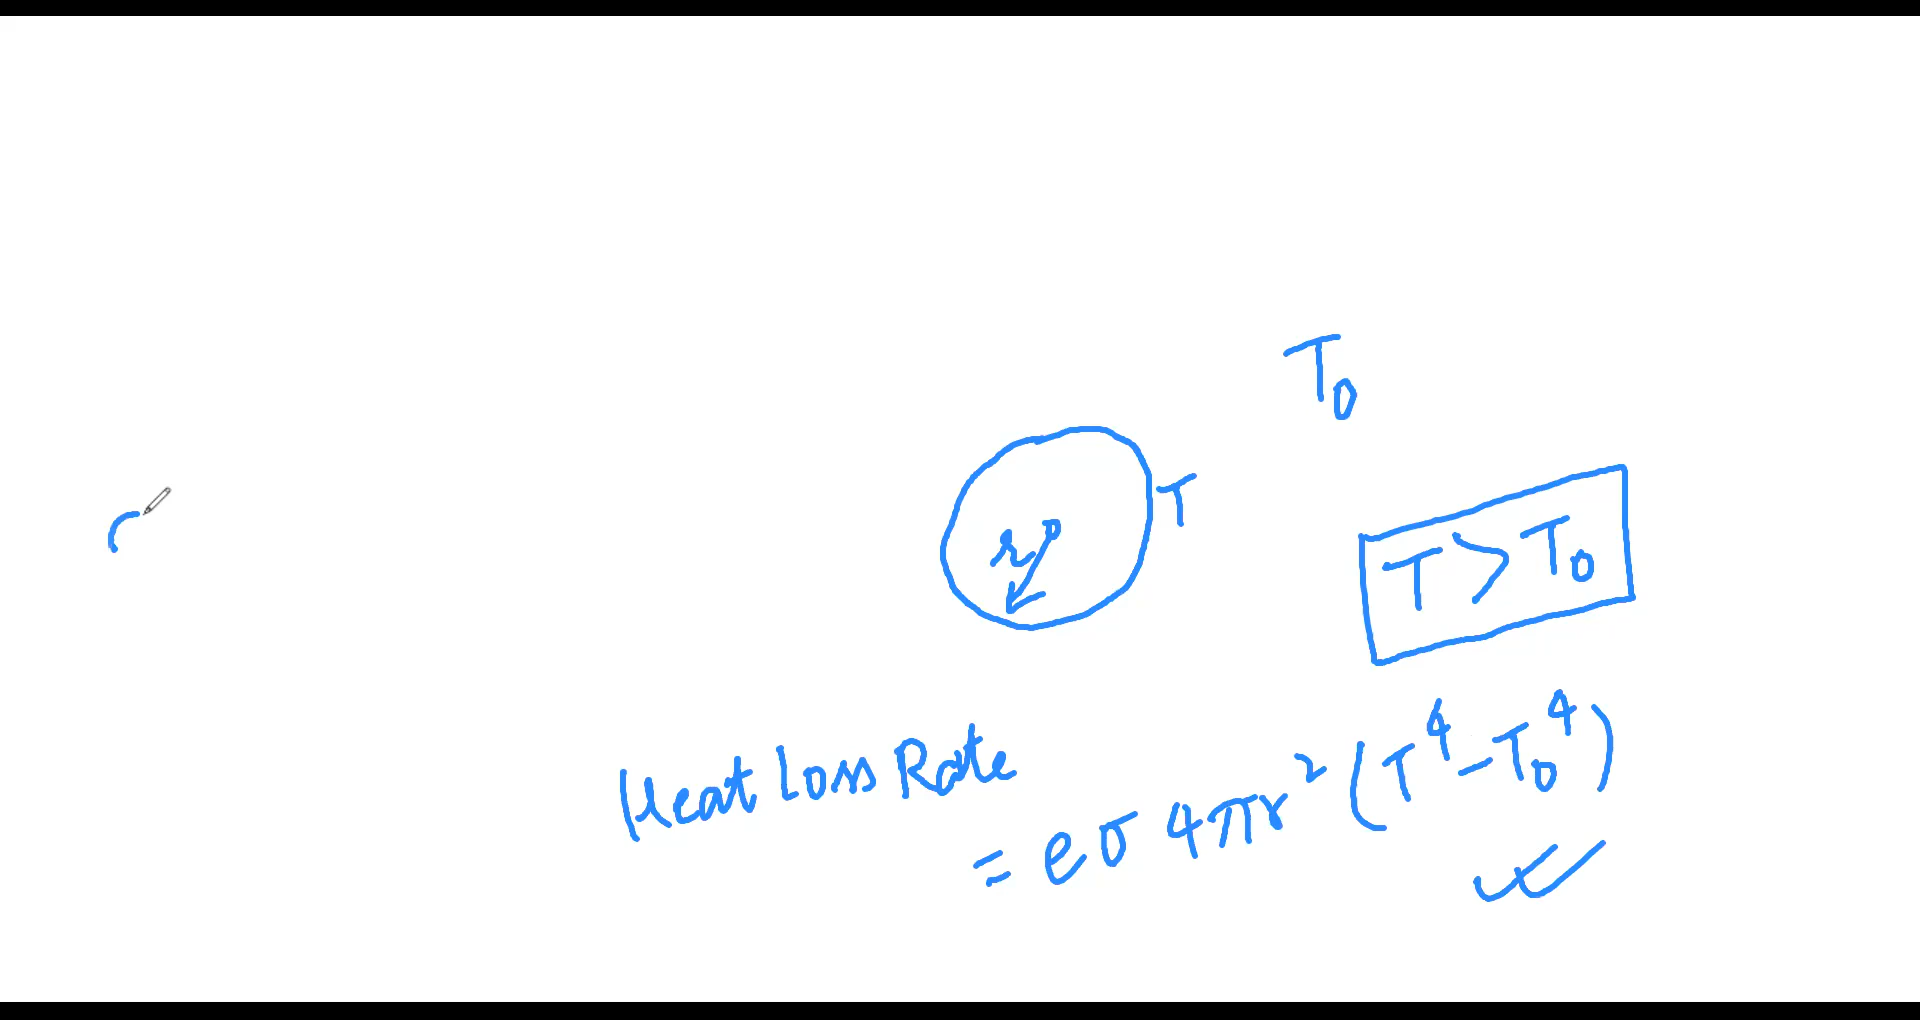 T₀
T
r
T > T₀
Heat Loss Rate
= eσ 4πr² (T⁴ - T₀⁴)